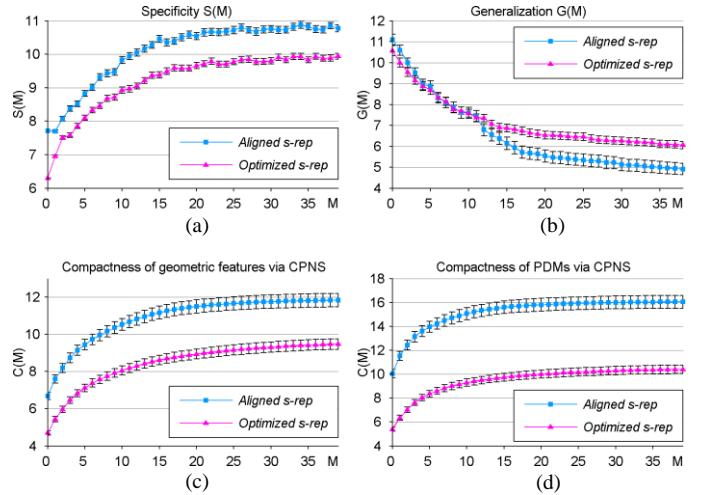 Specificity S(M)
11
10
9
8
7
6
S(M)
Aligned s-rep
Optimized s-rep
0 5 10 15 20 25 30 35 M
(a)
Generalization G(M)
12
11
10
9
8
7
6
5
4
G(M)
Aligned s-rep
Optimized s-rep
0 5 10 15 20 25 30 35 M
(b)
Compactness of geometric features via CPNS
12
10
8
6
4
C(M)
Aligned s-rep
Optimized s-rep
0 5 10 15 20 25 30 35 M
(c)
Compactness of PDMs via CPNS
18
16
14
12
10
8
6
4
C(M)
Aligned s-rep
Optimized s-rep
0 5 10 15 20 25 30 35 M
(d)